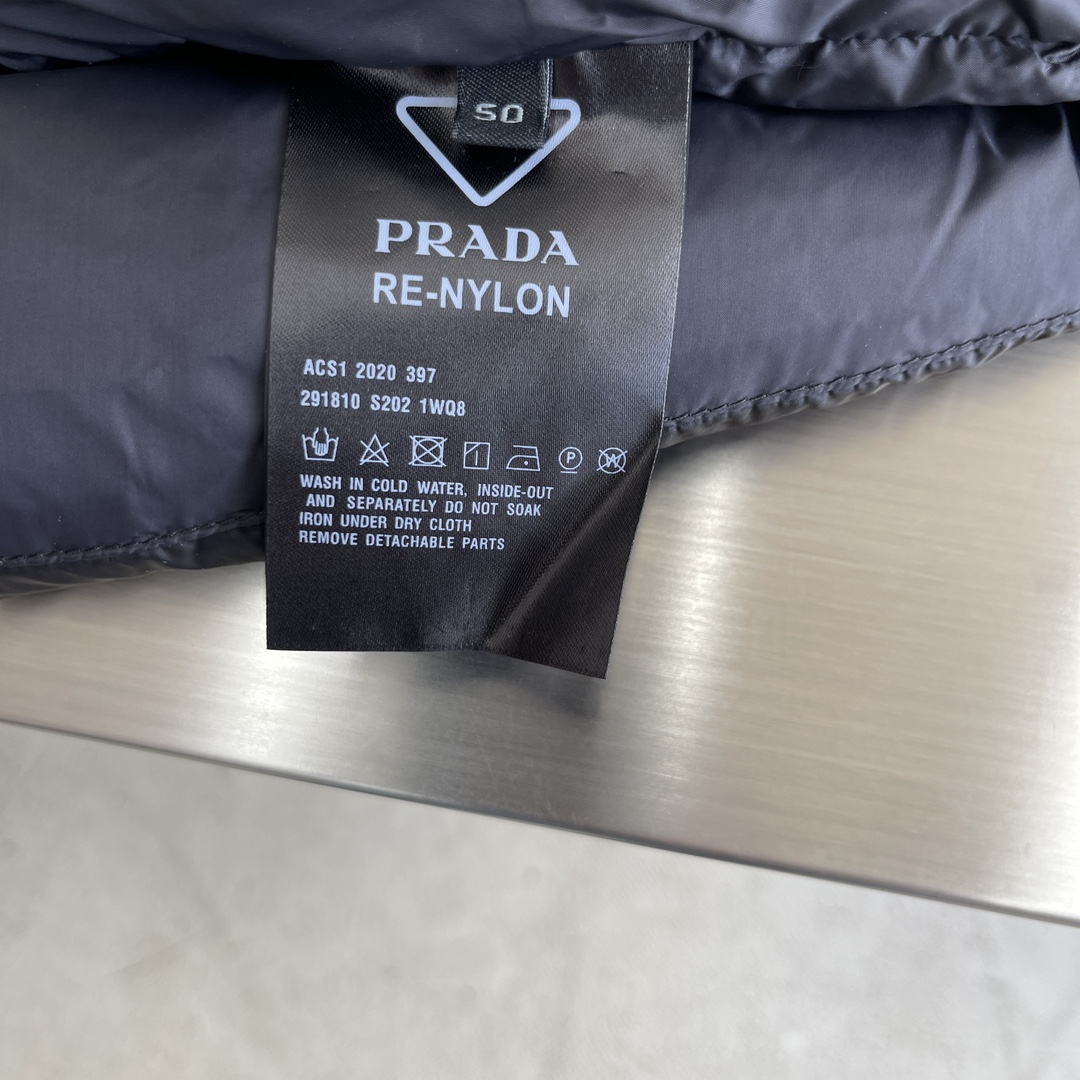 50
PRADA
RE-NYLON
ACS1 2020 397
291810 S202 1WQ8
P
W
WASH IN COLD WATER, INSIDE-OUT
AND SEPARATELY DO NOT SOAK
IRON UNDER DRY CLOTH
REMOVE DETACHABLE PARTS